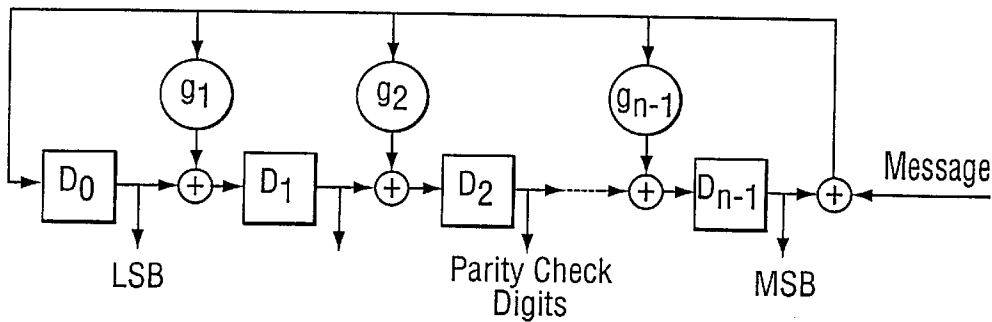 g1
g2
gn-1
D0
D1
D2
Dn-1
Message
LSB
Parity Check
Digits
MSB